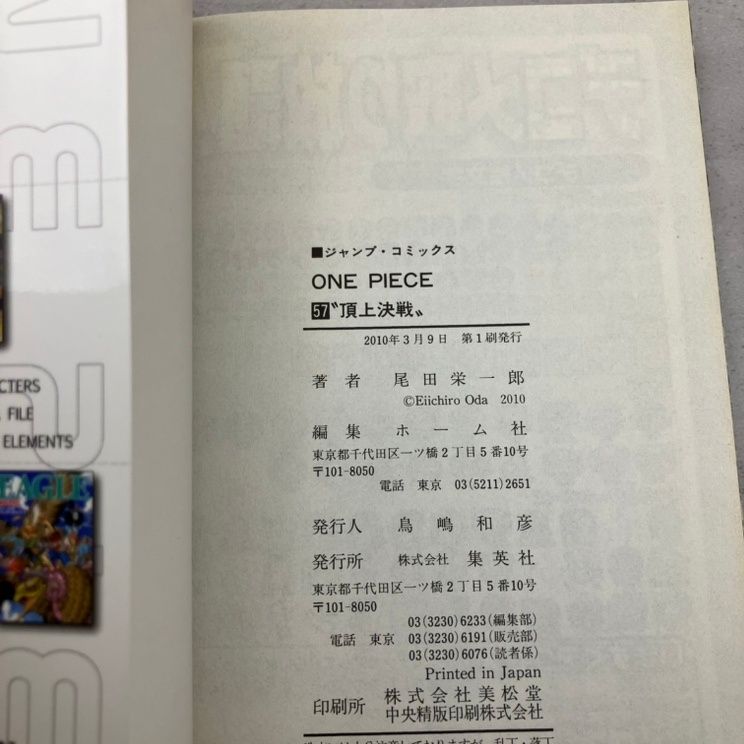 CTERS
FILE
ELEMENTS
EAGLE
■ジャンプ・コミックス
ONE PIECE
57〝頂上決戦〟
2010年3月9日 第1刷発行
著者 尾田栄一郎
©Eiichiro Oda 2010
編集 ホーム社
東京都千代田区一ツ橋2丁目5番10号
〒101-8050
電話 東京 03(5211)2651
発行人 鳥嶋和彦
発行所 株式会社 集英社
東京都千代田区一ツ橋2丁目5番10号
〒101-8050
03(3230)6233(編集部)
電話 東京 03(3230)6191(販売部)
03(3230)6076(読者係)
Printed in Japan
印刷所 株式会社美松堂
中央精版印刷株式会社